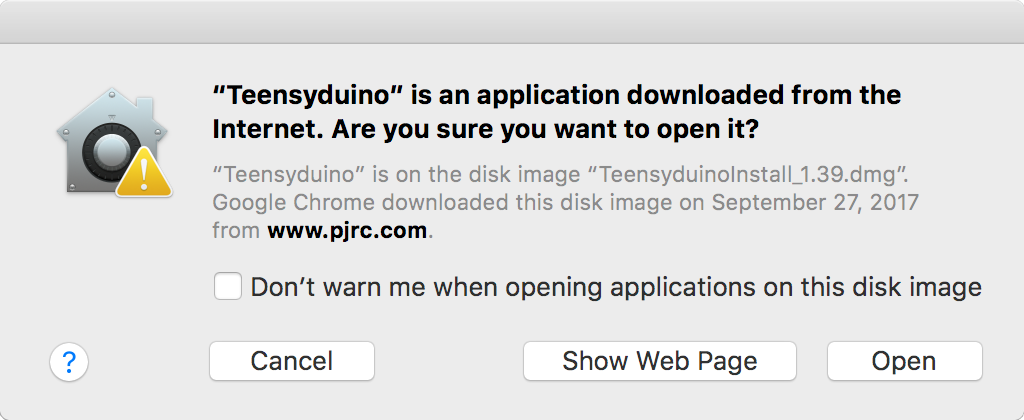 “Teensyduino” is an application downloaded from the
Internet. Are you sure you want to open it?
“Teensyduino” is on the disk image “TeensyduinoInstall_1.39.dmg”.
Google Chrome downloaded this disk image on September 27, 2017
from www.pjrc.com.
Don’t warn me when opening applications on this disk image
? Cancel Show Web Page Open